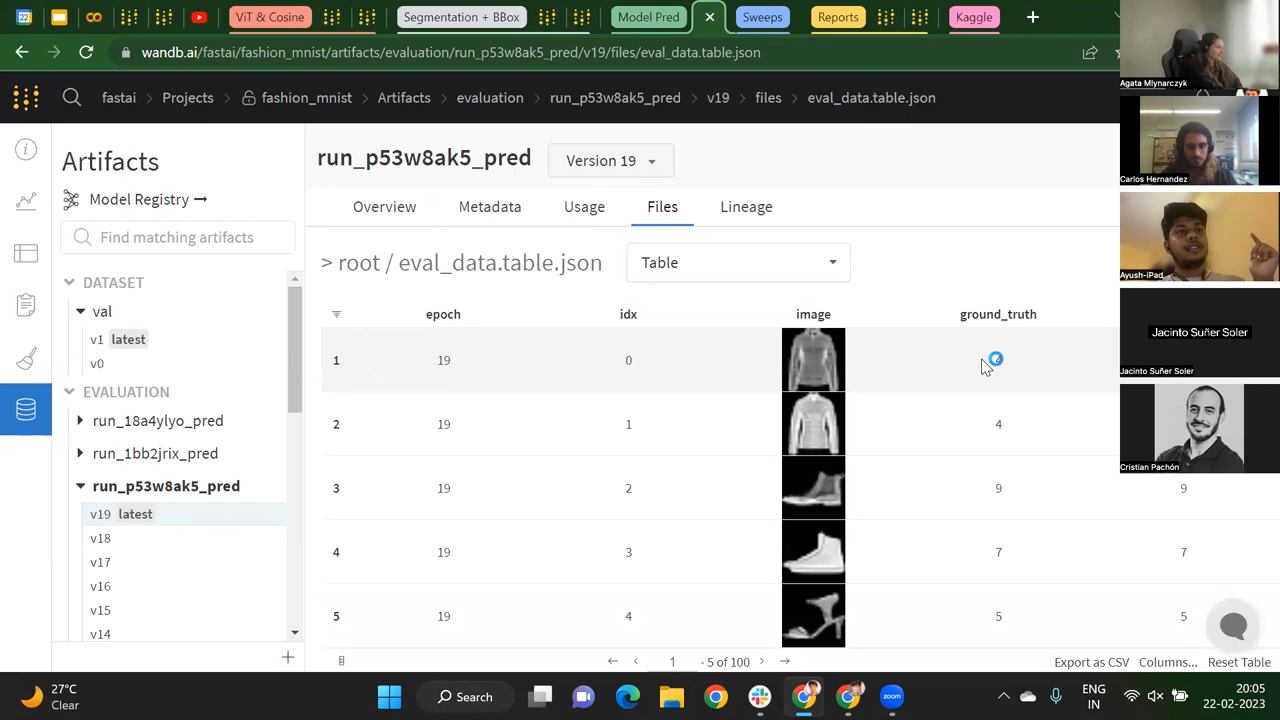 22
ViT & Cosine
Segmentation + BBox
Model Pred
Sweeps
Reports
Kaggle
wandb.ai/fastai/fashion_mnist/artifacts/evaluation/run_p53w8ak5_pred/v19/files/eval_data.table.json
fastai > Projects > fashion_mnist > Artifacts > evaluation > run_p53w8ak5_pred > v19 > files > eval_data.table.json
Artifacts
Model Registry
Find matching artifacts
DATASET
val
v1 latest
v0
EVALUATION
run_18a4ylyo_pred
run_1bb2jrix_pred
run_p53w8ak5_pred
v19 latest
v18
v17
v16
v15
v14
run_p53w8ak5_pred
Version 19
Overview Metadata Usage Files Lineage
> root / eval_data.table.json
Table
epoch idx image ground_truth
1 19 0
2 19 1 4
3 19 2 9 9
4 19 3 7 7
5 19 4 5 5
1 - 5 of 100
Export as CSV Columns... Reset Table
Agata Mlynarczyk
Carlos Hernandez
Ayush-iPad
Jacinto Suñer Soler
Jacinto Suñer Soler
Cristian Pachón
27°C
Clear
Search
zoom
ENG
IN
20:05
22-02-2023